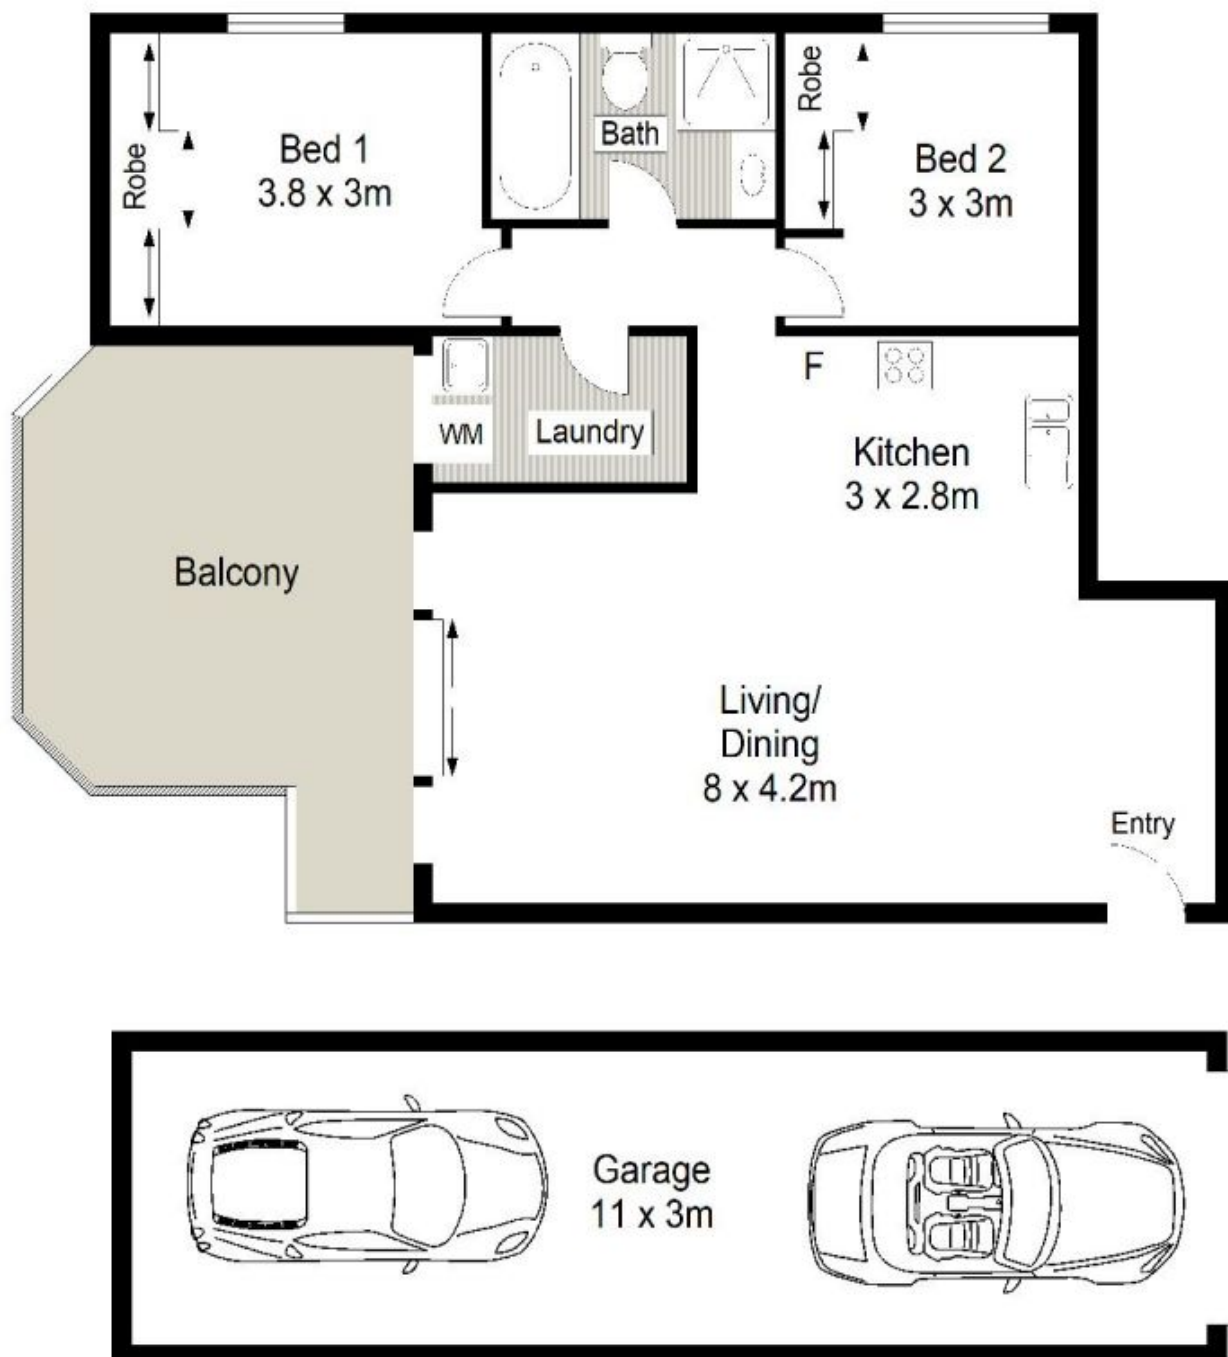 Robe
Bed 1
3.8 x 3m
Bath
Robe
Bed 2
3 x 3m
WM
Laundry
F
Kitchen
3 x 2.8m
Balcony
Living/
Dining
8 x 4.2m
Entry
Garage
11 x 3m